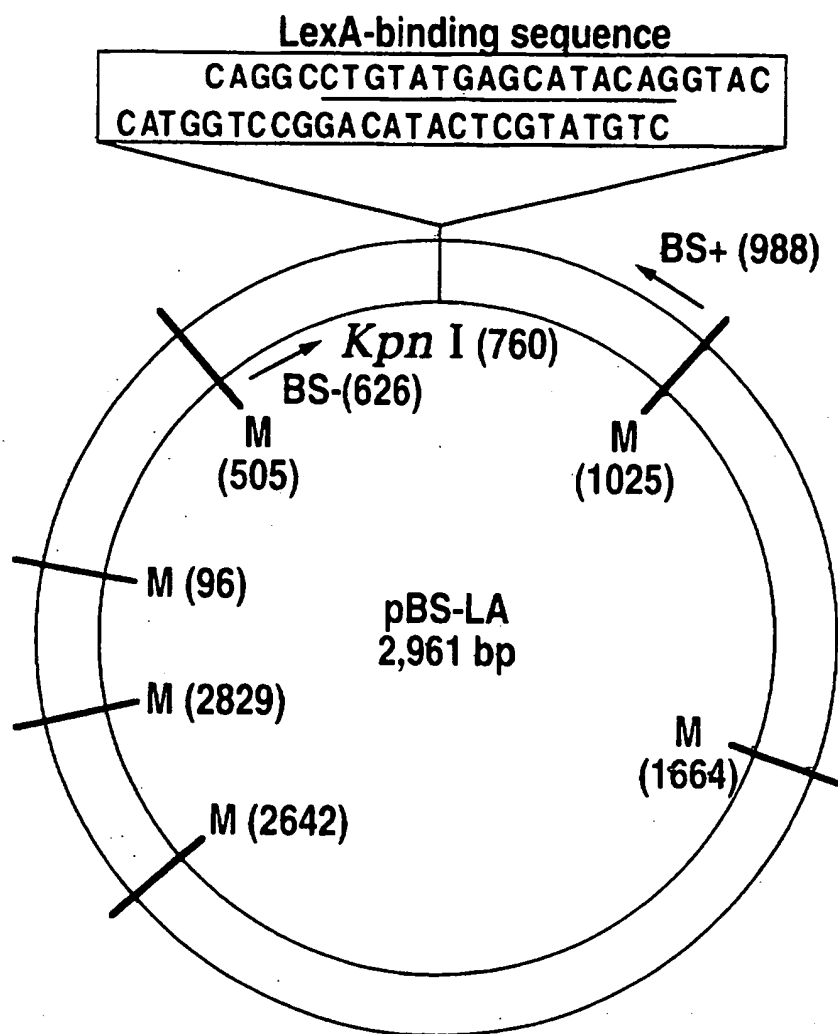 LexA-binding sequence
CAGGCCTGTATGAGCATACAGGTAC
CATGGTCCGGACATACTCGTATGTC
BS+ (988)
Kpn I (760)
BS-(626)
M
(505)
M
(1025)
M (96)
pBS-LA
2,961 bp
M (2829)
M
(1664)
M (2642)